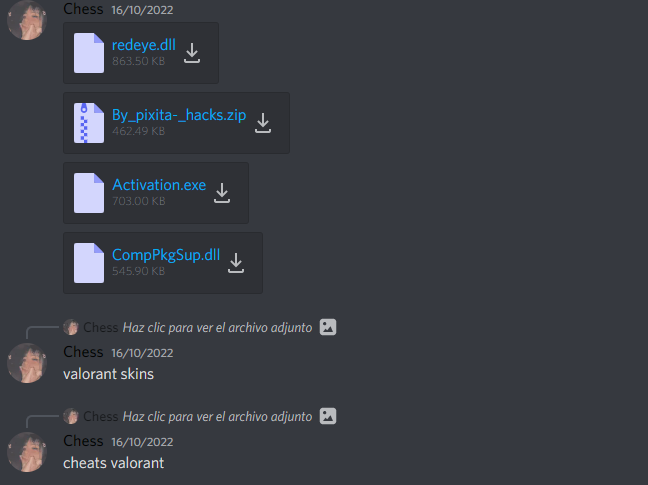 Chess 16/10/2022
redeye.dll
863.50 KB
By_pixita-_hacks.zip
462.49 KB
Activation.exe
703.00 KB
CompPkgSup.dll
545.90 KB
Chess Haz clic para ver el archivo adjunto
Chess 16/10/2022
valorant skins
Chess Haz clic para ver el archivo adjunto
Chess 16/10/2022
cheats valorant